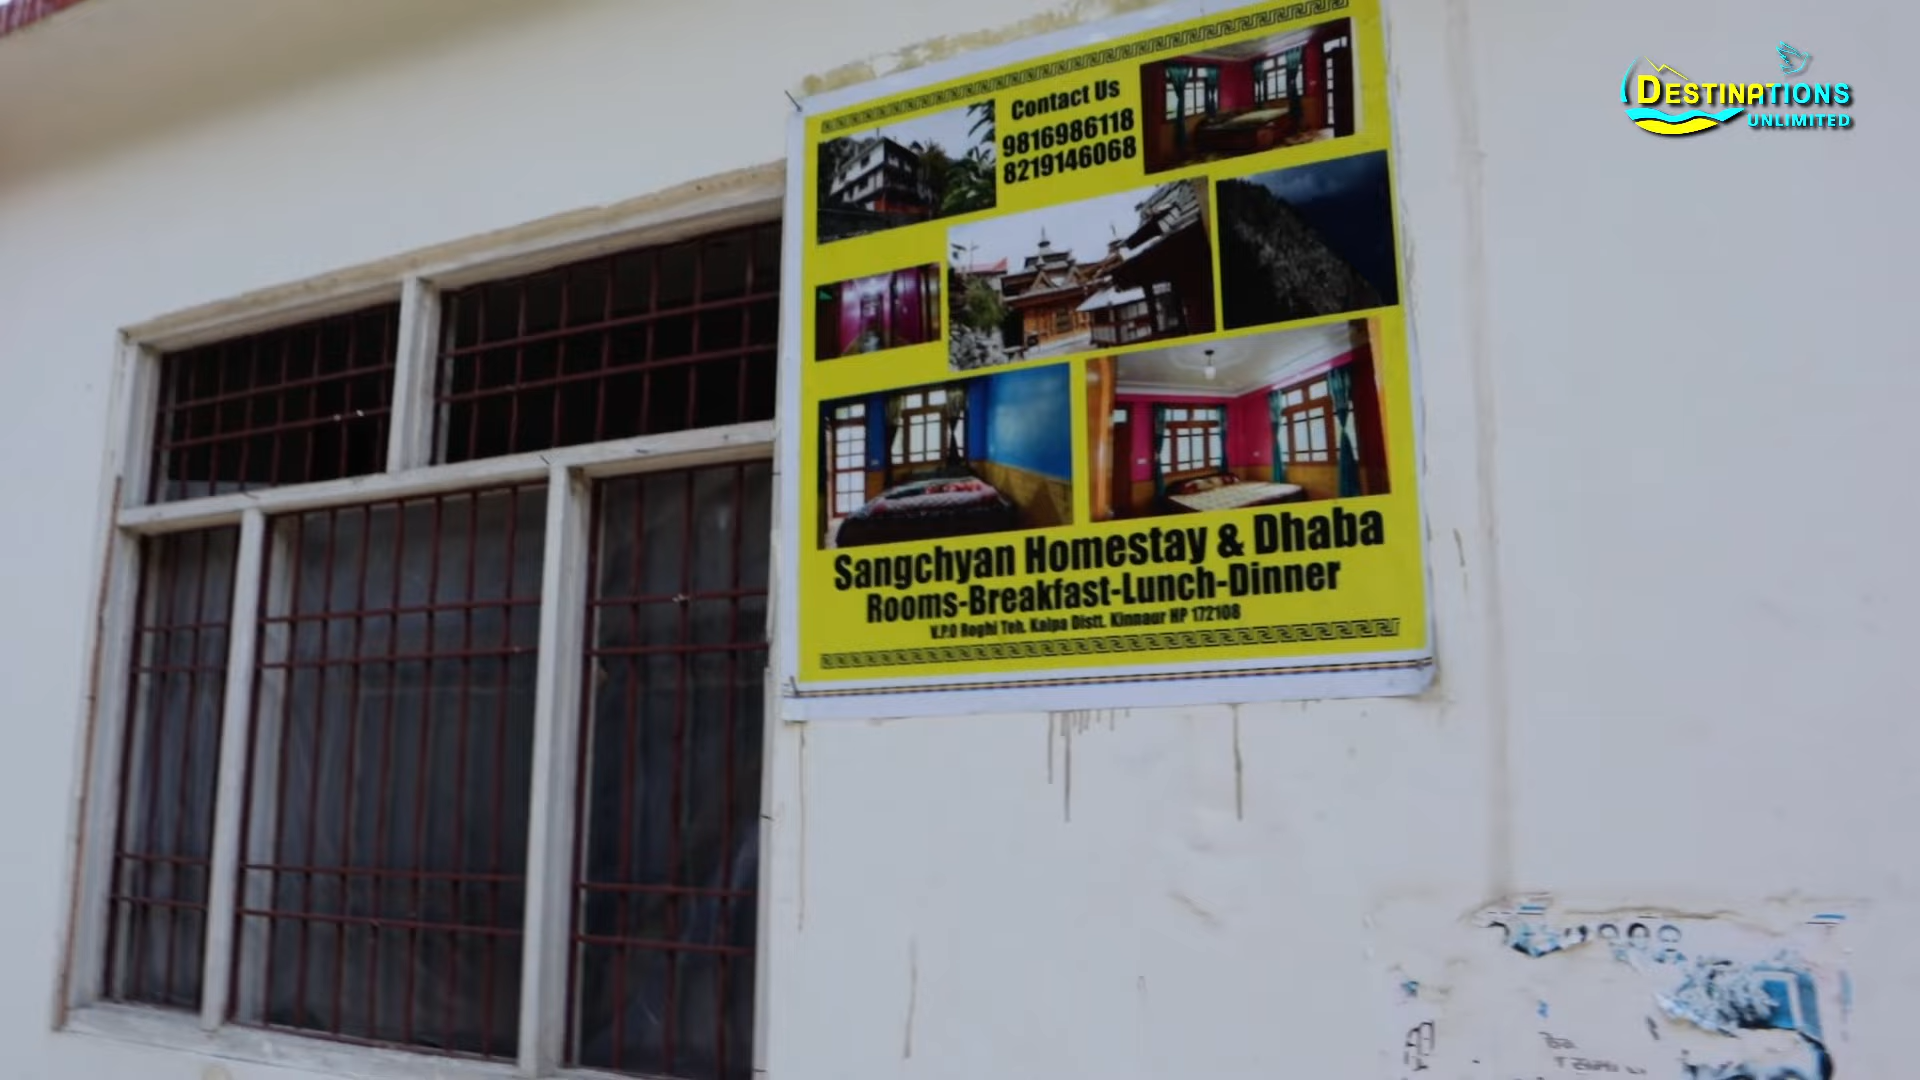 DESTINATIONS
UNLIMITED
Contact Us
9816986118
8219146068
Sangchyan Homestay & Dhaba
Rooms-Breakfast-Lunch-Dinner
V.P.O Roghi Teh. Kalpa Distt. Kinnaur HP 172108